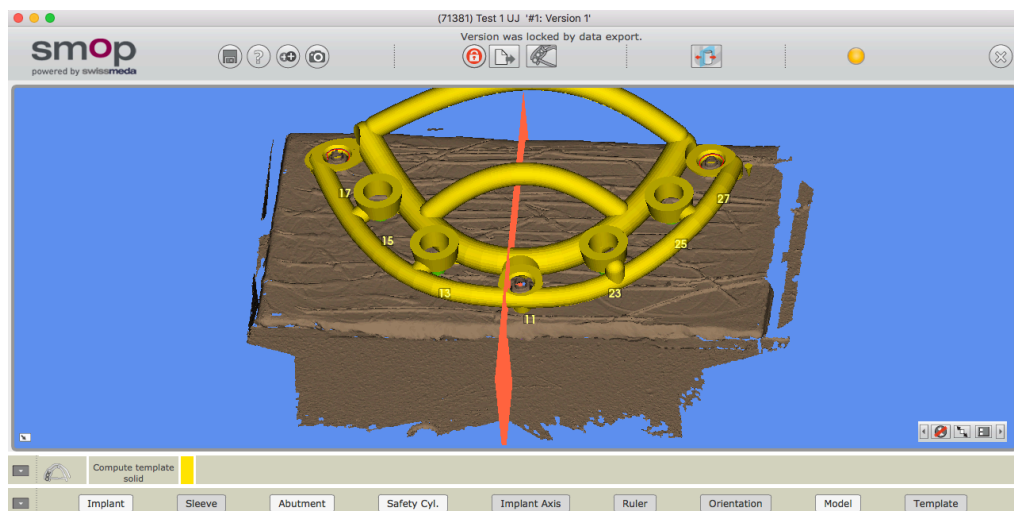 (71381) Test 1 UJ '#1: Version 1'
Version was locked by data export.
smop
powered by swissmeda
17
27
15
25
13
23
11
Compute template
solid
Implant
Sleeve
Abutment
Safety Cyl.
Implant Axis
Ruler
Orientation
Model
Template